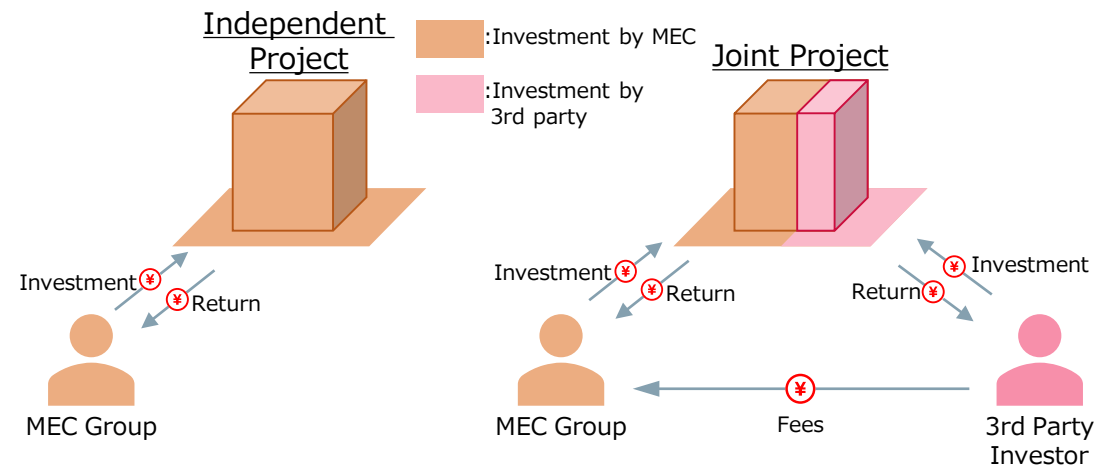 Independent
Project
:Investment by MEC
:Investment by
3rd party
Joint Project
Investment ¥
¥ Return
MEC Group
Investment ¥
¥ Return
¥ Investment
Return ¥
MEC Group
¥
Fees
3rd Party
Investor